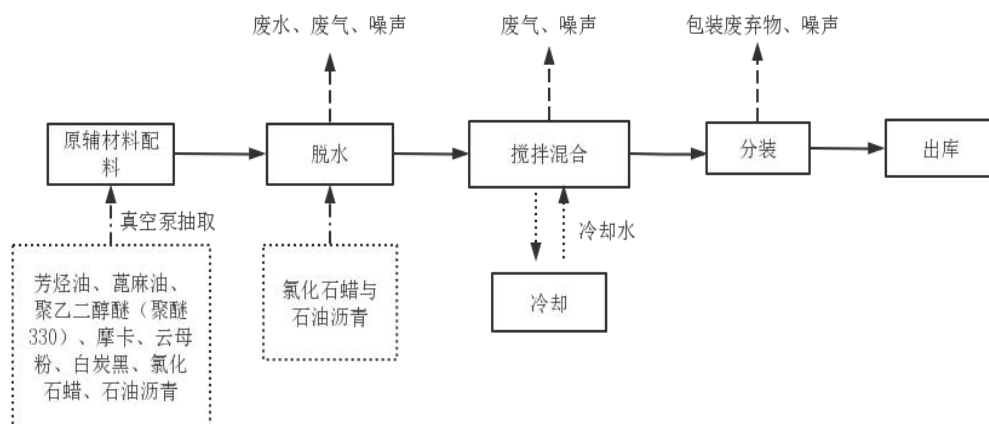 废水、废气、噪声
废气、噪声
包装废弃物、噪声
原辅材料配
料
脱水
搅拌混合
分装
出库
真空泵抽取
冷却水
芳烃油、蓖麻油、
聚乙二醇醚（聚醚
330）、摩卡、云母
粉、白炭黑、氯化
石蜡、石油沥青
氯化石蜡与
石油沥青
冷却